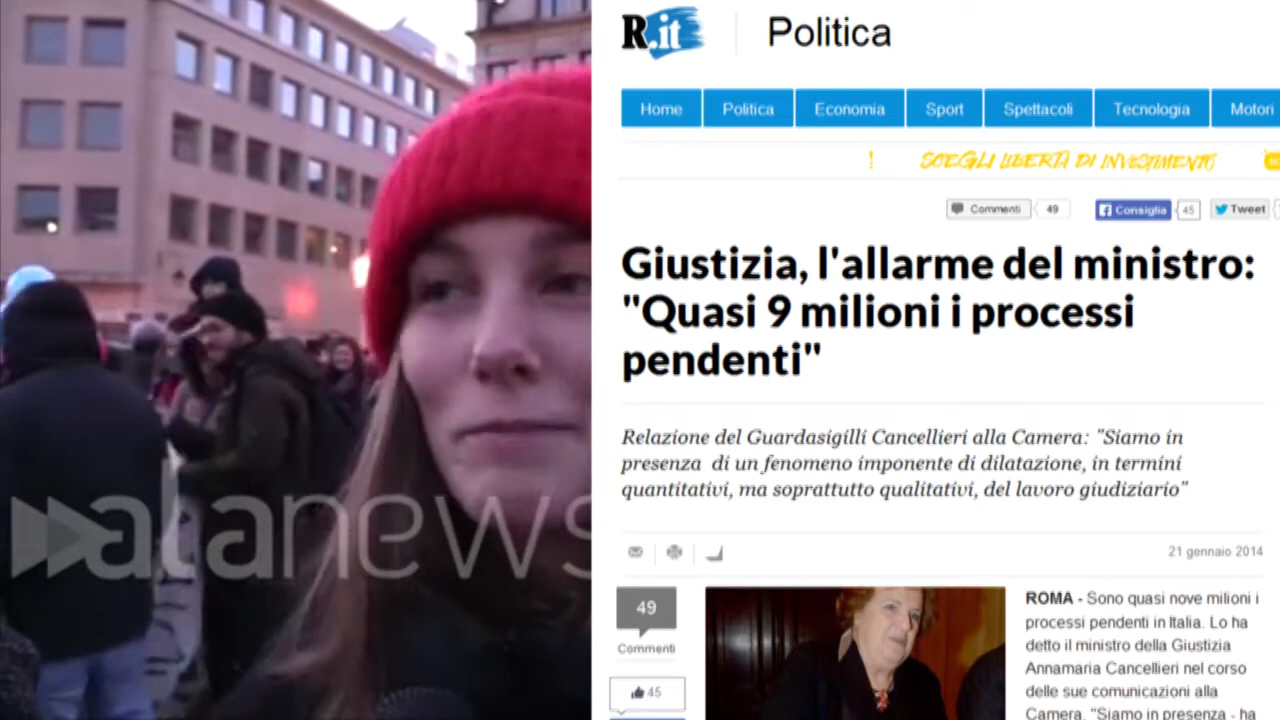 alanews
R.it
Politica
Home Politica Economia Sport Spettacoli Tecnologia Motori
! SCEGLI LIBERTÀ DI INVESTIMENTO
Commenti 49 Consiglia 45 Tweet
Giustizia, l'allarme del ministro:
"Quasi 9 milioni i processi
pendenti"
Relazione del Guardasigilli Cancellieri alla Camera: "Siamo in
presenza di un fenomeno imponente di dilatazione, in termini
quantitativi, ma soprattutto qualitativi, del lavoro giudiziario"
21 gennaio 2014
49
Commenti
45
ROMA - Sono quasi nove milioni i
processi pendenti in Italia. Lo ha
detto il ministro della Giustizia
Annamaria Cancellieri nel corso
delle sue comunicazioni alla
Camera. "Siamo in presenza - ha